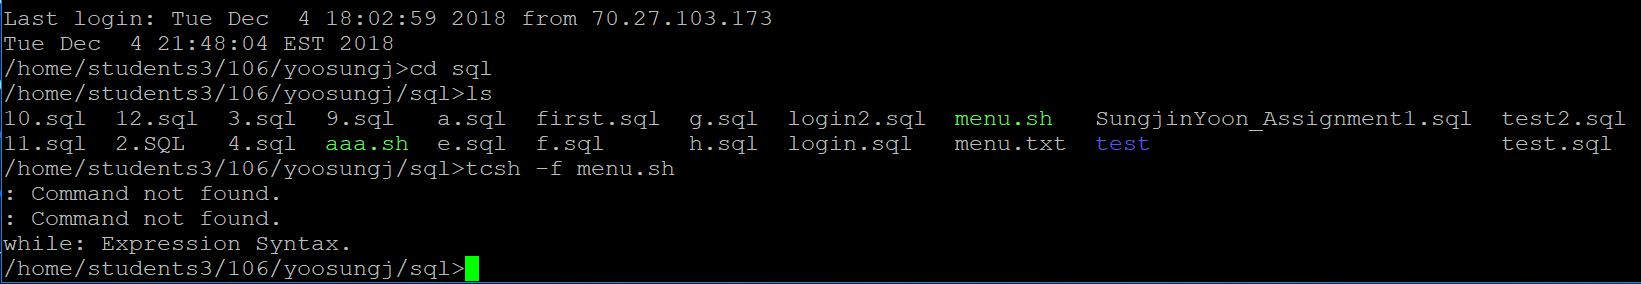 Last login: Tue Dec  4 18:02:59 2018 from 70.27.103.173
Tue Dec  4 21:48:04 EST 2018
/home/students3/106/yoosungj>cd sql
/home/students3/106/yoosungj/sql>ls
10.sql  12.sql  3.sql  9.sql   a.sql  first.sql  g.sql  login2.sql  menu.sh   SungjinYoon_Assignment1.sql  test2.sql
11.sql  2.SQL   4.sql  aaa.sh  e.sql  f.sql      h.sql  login.sql   menu.txt  test                         test.sql
/home/students3/106/yoosungj/sql>tcsh -f menu.sh
: Command not found.
: Command not found.
while: Expression Syntax.
/home/students3/106/yoosungj/sql>